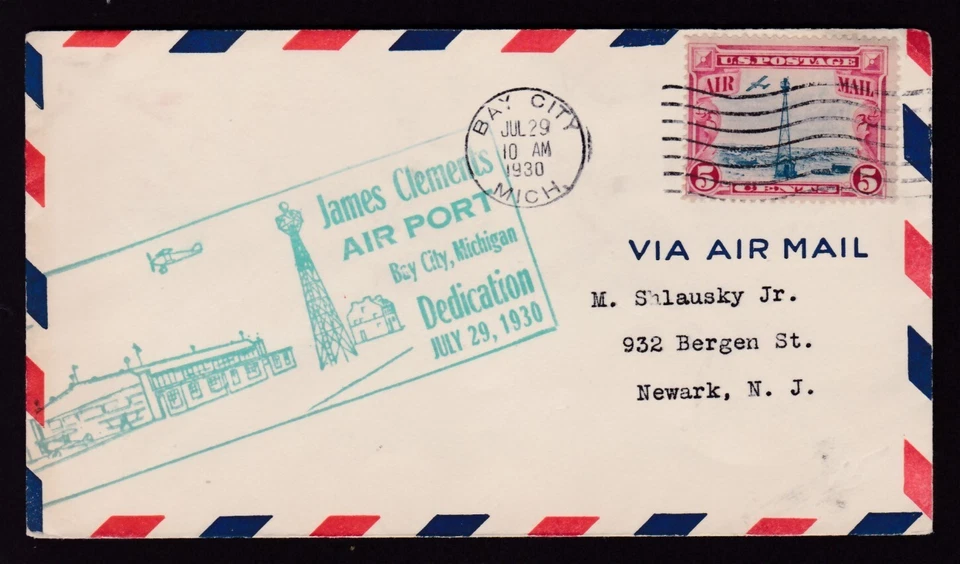 U.S. POSTAGE
AIR MAIL
5 CENTS 5
BAY CITY
JUL 29
10 AM
1930
MICH.
James Clements
AIR PORT
Bay City, Michigan
Dedication
JULY 29, 1930
VIA AIR MAIL
M. Shlausky Jr.
932 Bergen St.
Newark, N. J.